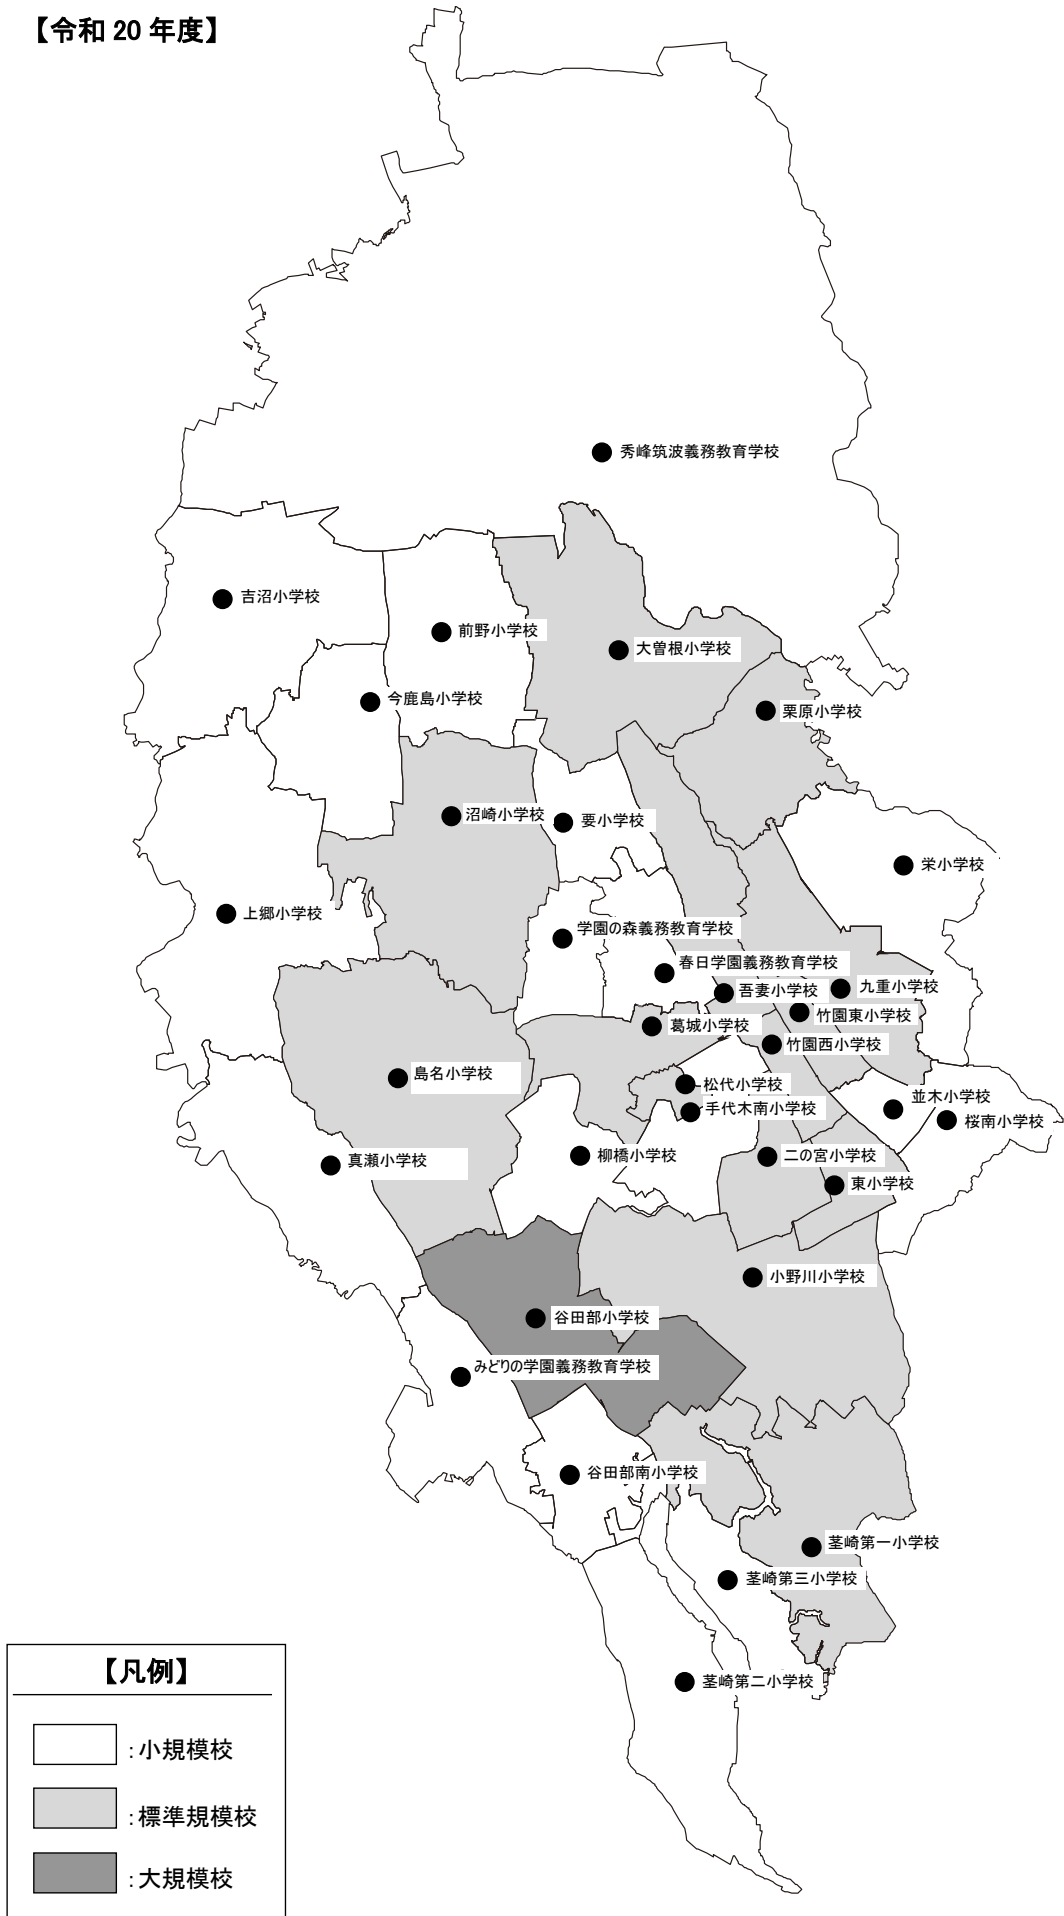 【令和 20 年度】
秀峰筑波義務教育学校
吉沼小学校
前野小学校
大曽根小学校
今鹿島小学校
栗原小学校
沼崎小学校
要小学校
栄小学校
上郷小学校
学園の森義務教育学校
春日学園義務教育学校
九重小学校
吾妻小学校
竹園東小学校
葛城小学校
竹園西小学校
島名小学校
松代小学校
並木小学校
手代木南小学校
桜南小学校
柳橋小学校
二の宮小学校
真瀬小学校
東小学校
小野川小学校
谷田部小学校
みどりの学園義務教育学校
谷田部南小学校
茎崎第一小学校
茎崎第三小学校
茎崎第二小学校
【凡例】
：小規模校
：標準規模校
：大規模校